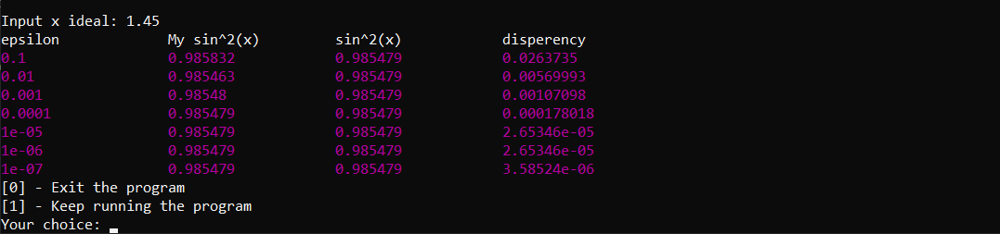 Input x ideal: 1.45
epsilon My sin^2(x) sin^2(x) disperency
0.1 0.985832 0.985479 0.0263735
0.01 0.985463 0.985479 0.00569993
0.001 0.98548 0.985479 0.00107098
0.0001 0.985479 0.985479 0.000178018
1e-05 0.985479 0.985479 2.65346e-05
1e-06 0.985479 0.985479 2.65346e-05
1e-07 0.985479 0.985479 3.58524e-06
[0] - Exit the program
[1] - Keep running the program
Your choice: